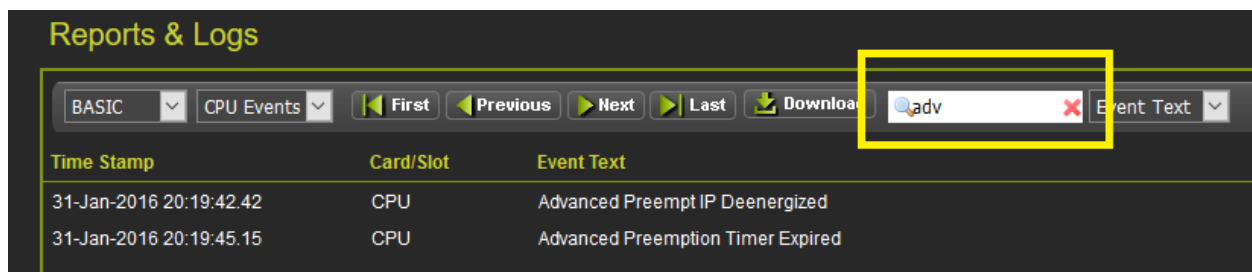 Reports & Logs
BASIC CPU Events First Previous Next Last Download adv Event Text
Time Stamp Card/Slot Event Text
31-Jan-2016 20:19:42.42 CPU Advanced Preempt IP Deenergized
31-Jan-2016 20:19:45.15 CPU Advanced Preemption Timer Expired